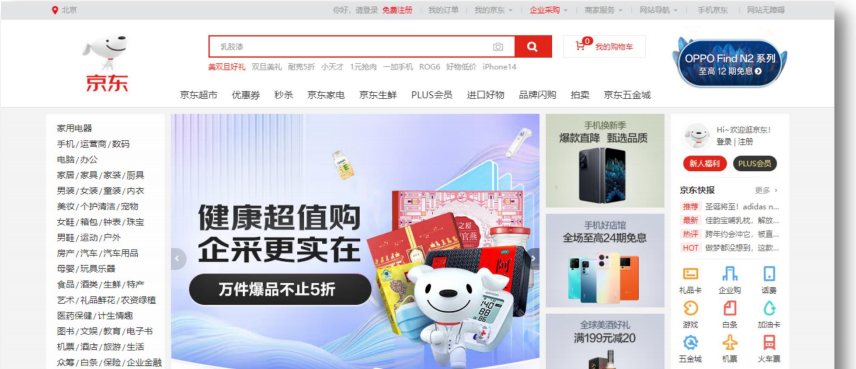 北京
你好，请登录 免费注册 我的订单 我的京东 企业采购 商家服务 网站导航 手机京东 网站无障碍
京东
乳胶漆
0 我的购物车
美双旦好礼 双旦美礼 耐克5折 小天才 1元抢肉 一加手机 ROG6 好物低价 iPhone14
OPPO Find N2 系列
至高 12 期免息
京东超市 优惠券 秒杀 京东家电 京东生鲜 PLUS会员 进口好物 品牌闪购 拍卖 京东五金城
家用电器
手机/运营商/数码
电脑/办公
家居/家具/家装/厨具
男装/女装/童装/内衣
美妆/个护清洁/宠物
女鞋/箱包/钟表/珠宝
男鞋/运动/户外
房产/汽车/汽车用品
母婴/玩具乐器
食品/酒类/生鲜/特产
艺术/礼品鲜花/农资绿植
医药保健/计生情趣
图书/文娱/教育/电子书
机票/酒店/旅游/生活
众筹/白条/保险/企业金融
健康超值购
企采更实在
万件爆品不止5折
手机换新季
爆款直降 甄选品质
手机好店馆
全场至高24期免息
全球美酒好礼
满199元减20
Hi~欢迎逛京东！
登录 | 注册
新人福利 PLUS会员
京东快报 更多
推荐 圣诞将至！adidas n...
最新 佳韵宝哺乳枕，解放...
热评 跨年约会冲它，被直...
HOT 做梦都没想到，这款...
礼品卡 企业购 话费
游戏 白条 加油卡
五金城 机票 火车票